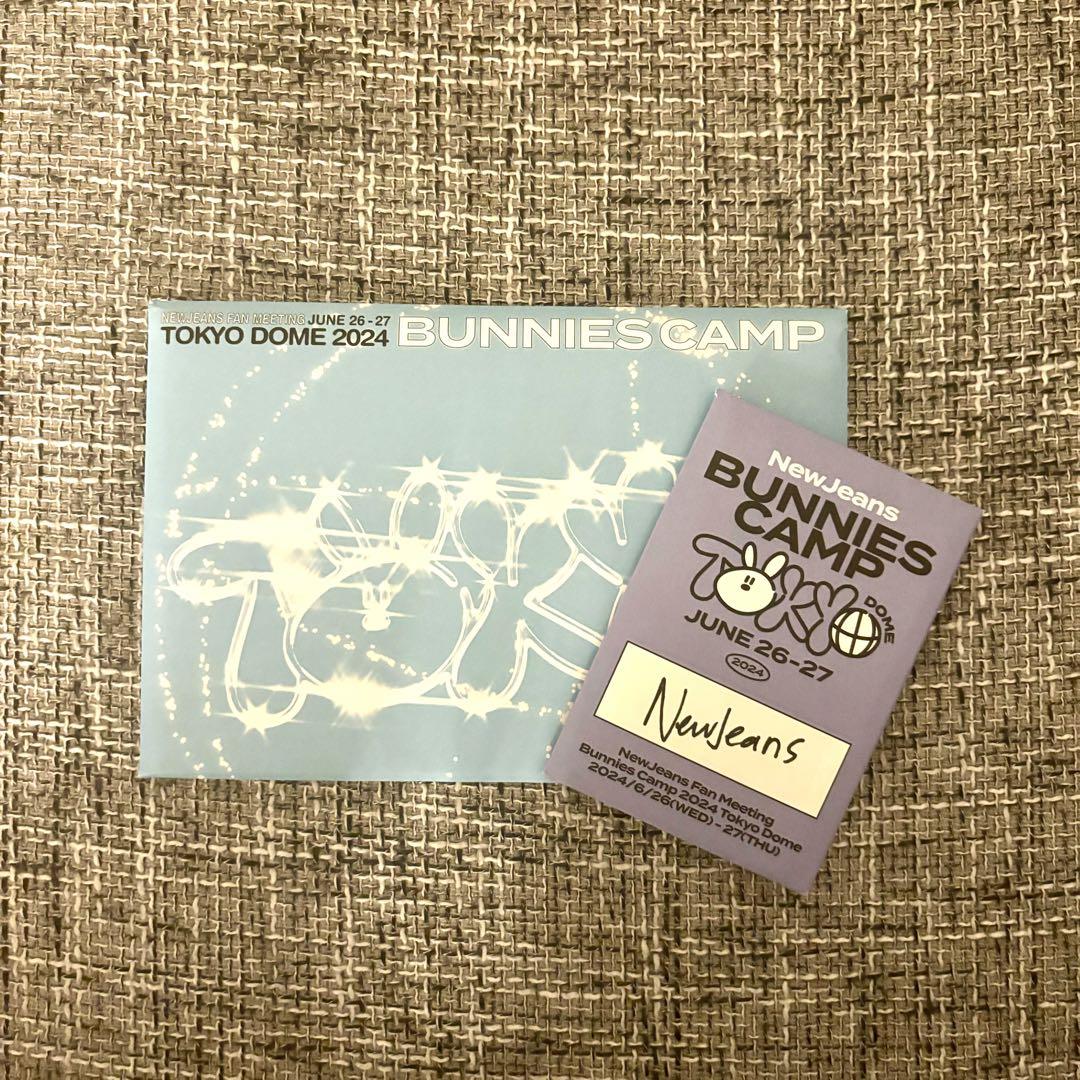 NEWJEANS FAN MEETING JUNE 26-27
TOKYO DOME 2024 BUNNIES CAMP
NewJeans
BUNNIES
CAMP
TOKYO
DOME
JUNE 26-27
2024
NewJeans
NewJeans Fan Meeting
Bunnies Camp 2024 Tokyo Dome
2024/6/26(WED) - 27(THU)